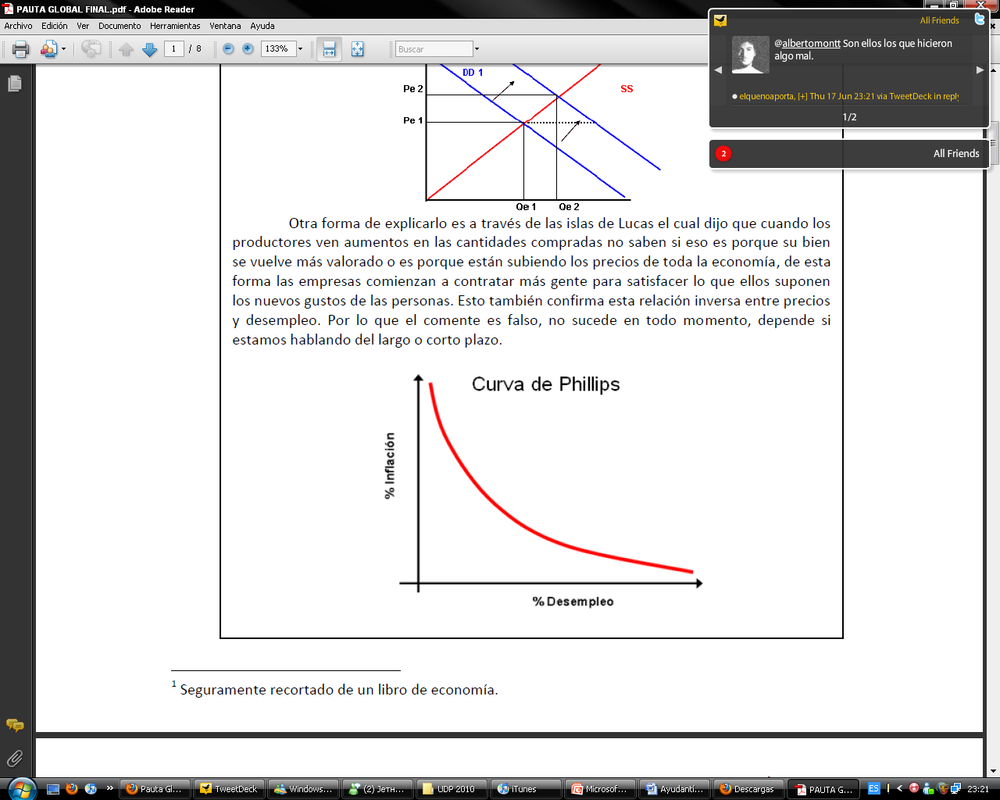 PAUTA GLOBAL FINAL.pdf - Adobe Reader
Archivo Edición Ver Documento Herramientas Ventana Ayuda
1 / 8 133% Buscar
All Friends
@albertomontt Son ellos los que hicieron
algo mal.
elquenoaporta, [+] Thu 17 Jun 23:21 via TweetDeck in reply
1/2
2 All Friends
DD 1
Pe 2
SS
Pe 1
Qe 1 Qe 2
Otra forma de explicarlo es a través de las islas de Lucas el cual dijo que cuando los
productores ven aumentos en las cantidades compradas no saben si eso es porque su bien
se vuelve más valorado o es porque están subiendo los precios de toda la economía, de esta
forma las empresas comienzan a contratar más gente para satisfacer lo que ellos suponen
los nuevos gustos de las personas. Esto también confirma esta relación inversa entre precios
y desempleo. Por lo que el comente es falso, no sucede en todo momento, depende si
estamos hablando del largo o corto plazo.
Curva de Phillips
% Inflación
% Desempleo
1 Seguramente recortado de un libro de economía.
» Pauta Gl... TweetDeck Windows... (2) Јетн... UDP 2010 iTunes Microsof... Ayudantí... Descargas PAUTA G... ES 23:21